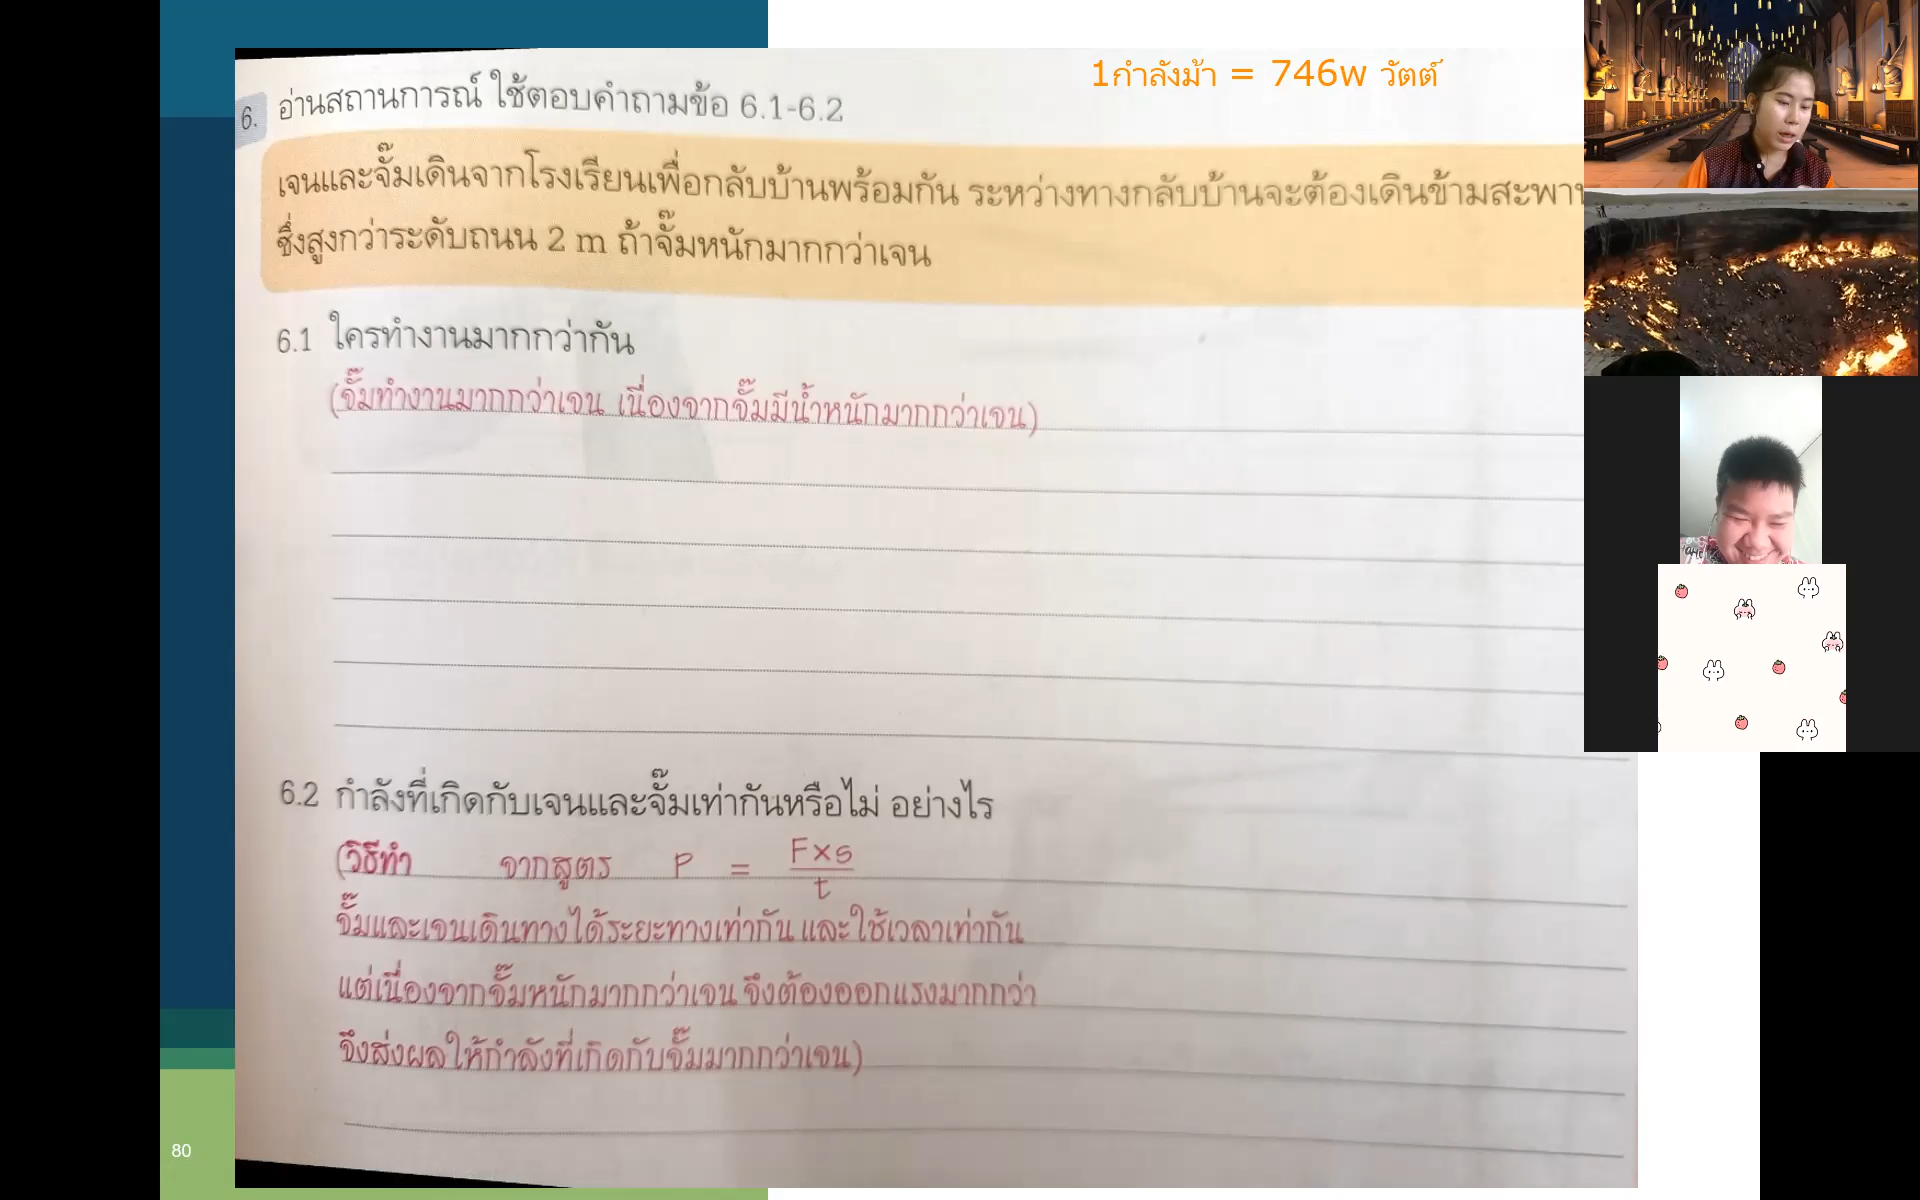 1กำลังม้า = 746w วัตต์
6. อ่านสถานการณ์ ใช้ตอบคำถามข้อ 6.1-6.2
เจนและจั๊มเดินจากโรงเรียนเพื่อกลับบ้านพร้อมกัน ระหว่างทางกลับบ้านจะต้องเดินข้ามสะพาน
ซึ่งสูงกว่าระดับถนน 2 m ถ้าจั๊มหนักมากกว่าเจน
6.1 ใครทำงานมากกว่ากัน
(จั๊มทำงานมากกว่าเจน เนื่องจากจั๊มมีน้ำหนักมากกว่าเจน)
6.2 กำลังที่เกิดกับเจนและจั๊มเท่ากันหรือไม่ อย่างไร
(วิธีทำ จากสูตร P = F×s
t
จั๊มและเจนเดินทางได้ระยะทางเท่ากัน และใช้เวลาเท่ากัน
แต่เนื่องจากจั๊มหนักมากกว่าเจน จึงต้องออกแรงมากกว่า
จึงส่งผลให้กำลังที่เกิดกับจั๊มมากกว่าเจน)
80